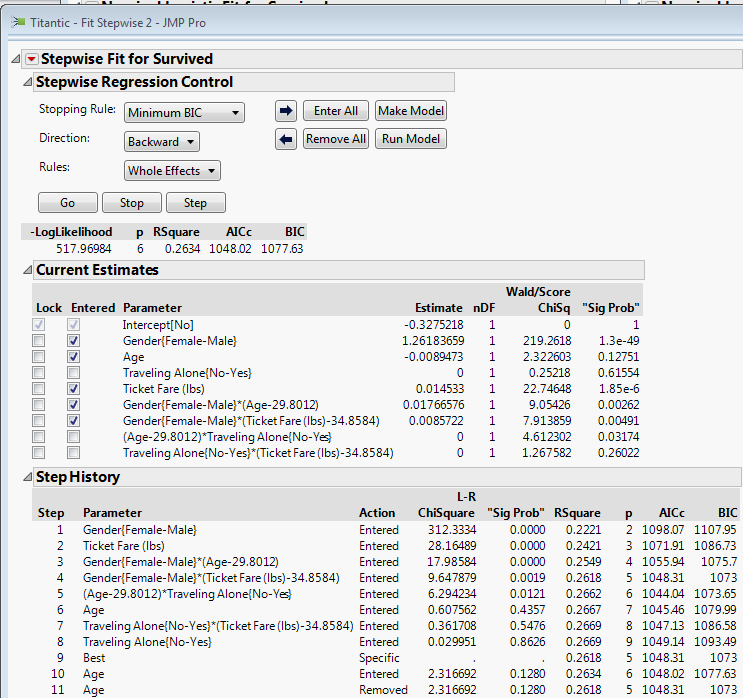 Titantic - Fit Stepwise 2 - JMP Pro
Stepwise Fit for Survived
Stepwise Regression Control
Stopping Rule: Minimum BIC Enter All Make Model
Direction: Backward Remove All Run Model
Rules: Whole Effects
Go Stop Step
-LogLikelihood p RSquare AICc BIC
517.96984 6 0.2634 1048.02 1077.63
Current Estimates
Wald/Score
Lock Entered Parameter Estimate nDF ChiSq "Sig Prob"
Intercept[No] -0.3275218 1 0 1
Gender{Female-Male} 1.26183659 1 219.2618 1.3e-49
Age -0.0089473 1 2.322603 0.12751
Traveling Alone{No-Yes} 0 1 0.25218 0.61554
Ticket Fare (lbs) 0.014533 1 22.74648 1.85e-6
Gender{Female-Male}*(Age-29.8012) 0.01766576 1 9.05426 0.00262
Gender{Female-Male}*(Ticket Fare (lbs)-34.8584) 0.0085722 1 7.913859 0.00491
(Age-29.8012)*Traveling Alone{No-Yes} 0 1 4.612302 0.03174
Traveling Alone{No-Yes}*(Ticket Fare (lbs)-34.8584) 0 1 1.267582 0.26022
Step History
L-R
Step Parameter Action ChiSquare "Sig Prob" RSquare p AICc BIC
1 Gender{Female-Male} Entered 312.3334 0.0000 0.2221 2 1098.07 1107.95
2 Ticket Fare (lbs) Entered 28.16489 0.0000 0.2421 3 1071.91 1086.73
3 Gender{Female-Male}*(Age-29.8012) Entered 17.98584 0.0000 0.2549 4 1055.94 1075.7
4 Gender{Female-Male}*(Ticket Fare (lbs)-34.8584) Entered 9.647879 0.0019 0.2618 5 1048.31 1073
5 (Age-29.8012)*Traveling Alone{No-Yes} Entered 6.294234 0.0121 0.2662 6 1044.04 1073.65
6 Age Entered 0.607562 0.4357 0.2667 7 1045.46 1079.99
7 Traveling Alone{No-Yes}*(Ticket Fare (lbs)-34.8584) Entered 0.361708 0.5476 0.2669 8 1047.13 1086.58
8 Traveling Alone{No-Yes} Entered 0.029951 0.8626 0.2669 9 1049.14 1093.49
9 Best Specific . . 0.2618 5 1048.31 1073
10 Age Entered 2.316692 0.1280 0.2634 6 1048.02 1077.63
11 Age Removed 2.316692 0.1280 0.2618 5 1048.31 1073